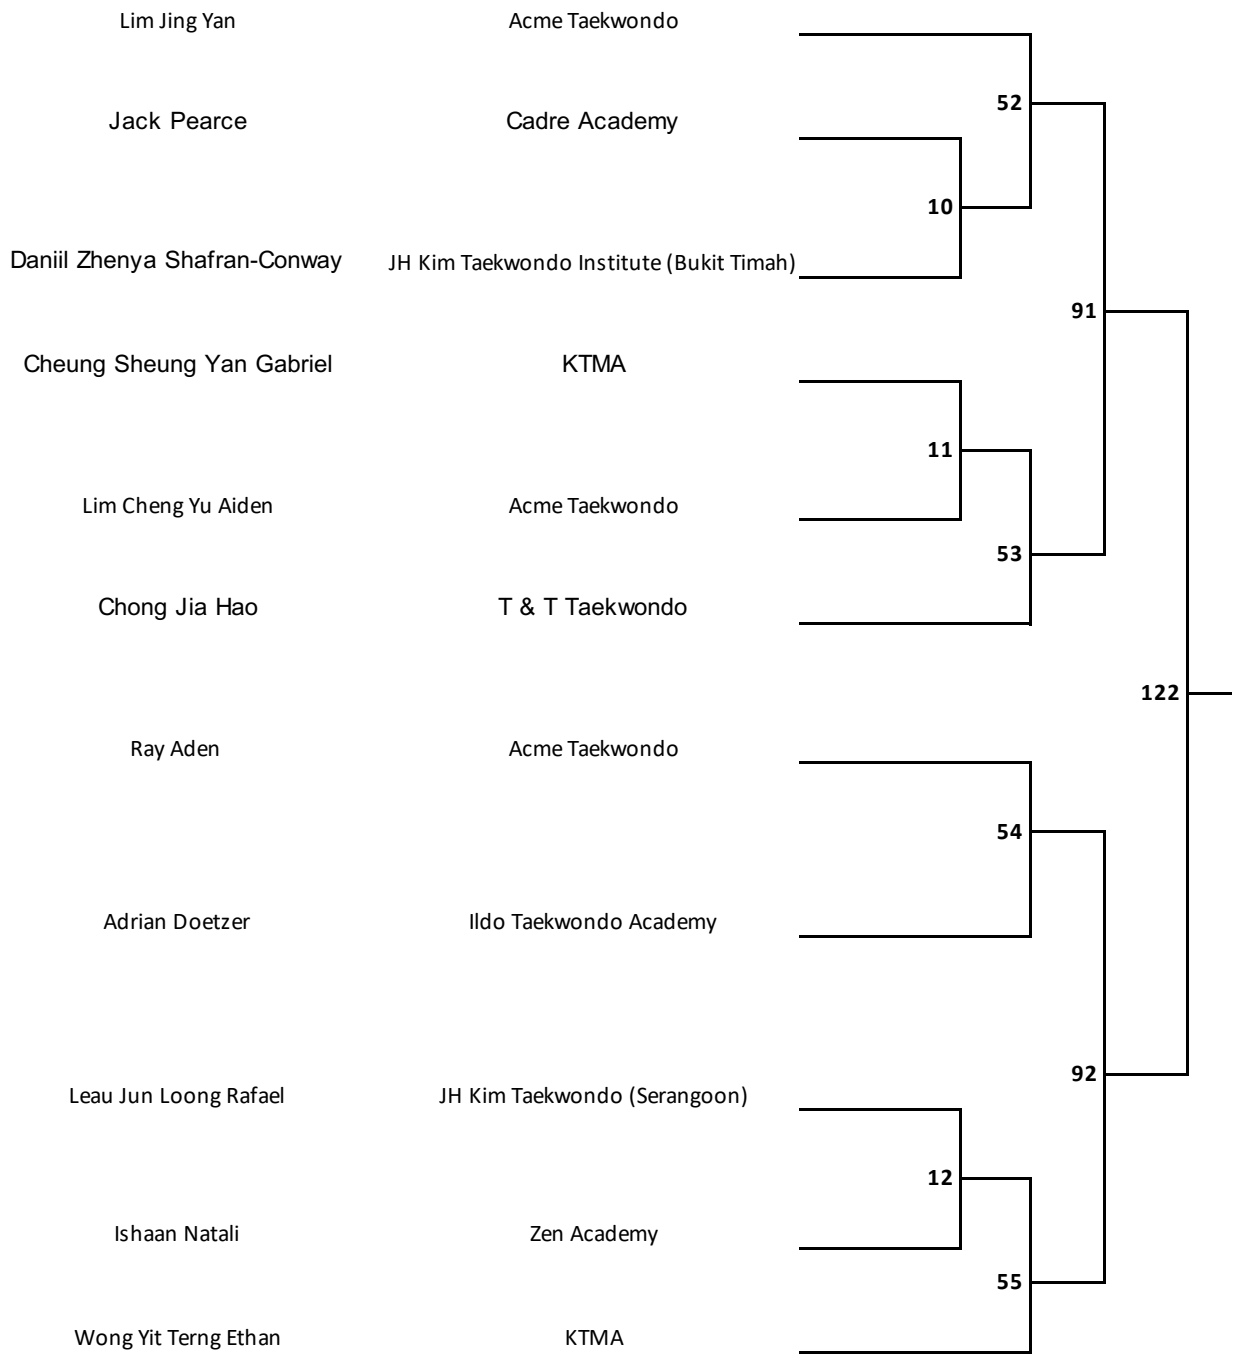 Lim Jing Yan Acme Taekwondo
52
Jack Pearce Cadre Academy
10
Daniil Zhenya Shafran-Conway JH Kim Taekwondo Institute (Bukit Timah)
91
Cheung Sheung Yan Gabriel KTMA
11
Lim Cheng Yu Aiden Acme Taekwondo
53
Chong Jia Hao T & T Taekwondo
122
Ray Aden Acme Taekwondo
54
Adrian Doetzer Ildo Taekwondo Academy
92
Leau Jun Loong Rafael JH Kim Taekwondo (Serangoon)
12
Ishaan Natali Zen Academy
55
Wong Yit Terng Ethan KTMA